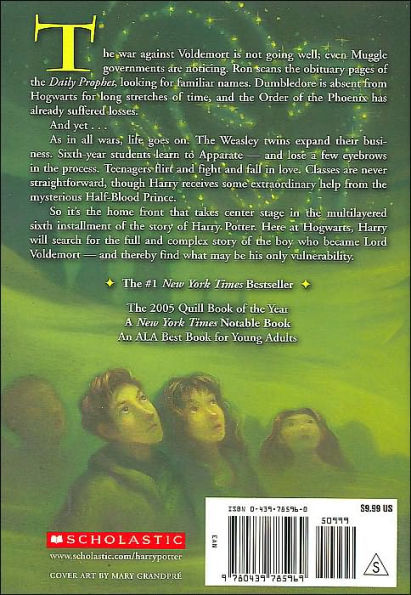 The war against Voldemort is not going well; even Muggle
governments are noticing. Ron scans the obituary pages of
the Daily Prophet, looking for familiar names. Dumbledore is absent from
Hogwarts for long stretches of time, and the Order of the Phoenix has
already suffered losses.
And yet . . .
As in all wars, life goes on. The Weasley twins expand their busi-
ness. Sixth-year students learn to Apparate — and lose a few eyebrows
in the process. Teenagers flirt and fight and fall in love. Classes are never
straightforward, though Harry receives some extraordinary help from the
mysterious Half-Blood Prince.
So it's the home front that takes center stage in the multilayered
sixth installment of the story of Harry Potter. Here at Hogwarts, Harry
will search for the full and complex story of the boy who became Lord
Voldemort — and thereby find what may be his only vulnerability.
The #1 New York Times Bestseller
The 2005 Quill Book of the Year
A New York Times Notable Book
An ALA Best Book for Young Adults
SCHOLASTIC
www.scholastic.com/harrypotter
COVER ART BY MARY GRANDPRÉ
ISBN 0-439-78596-0
50999
EAN
9 780439 785969
$9.99 US
S